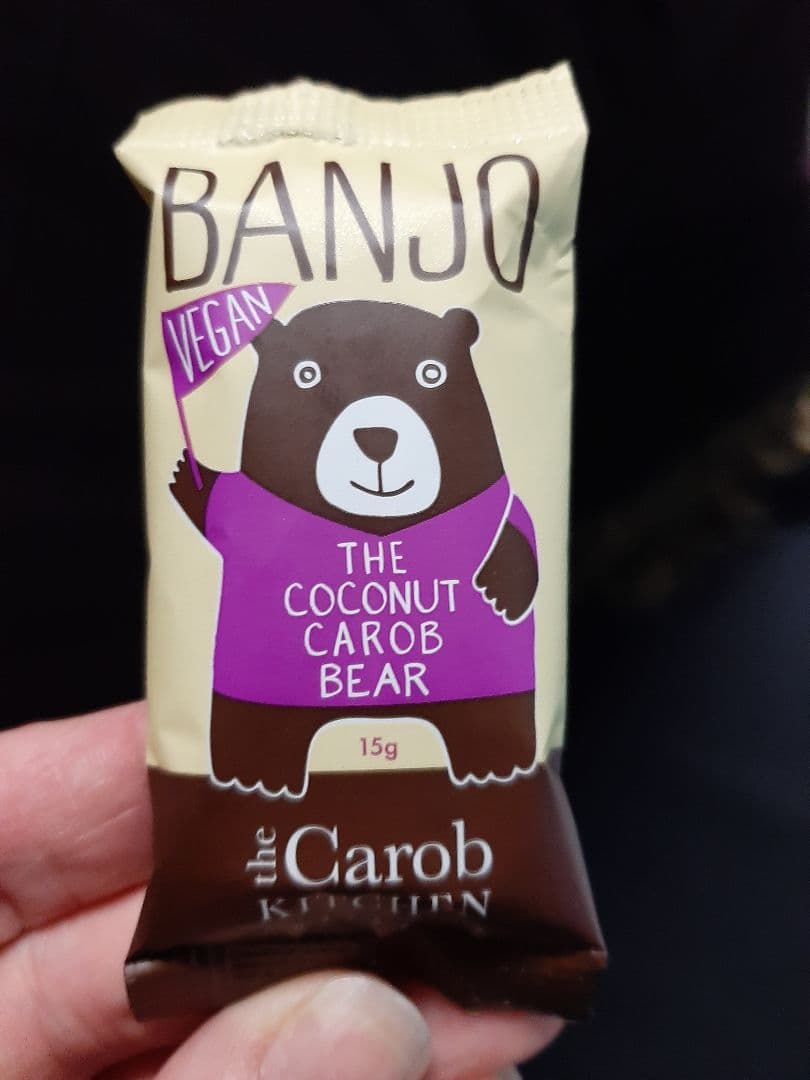 BANJO
VEGAN
THE
COCONUT
CAROB
BEAR
15g
the Carob
KITCHEN